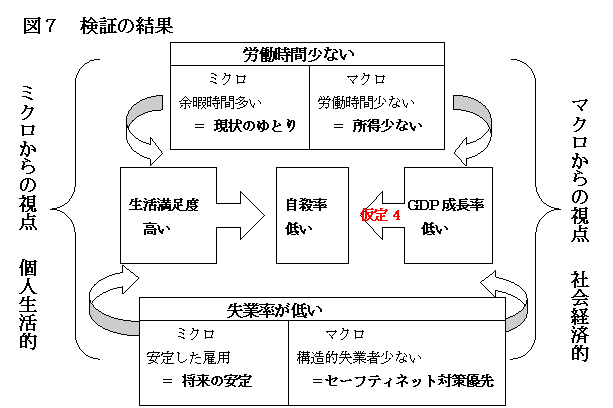 図７　検証の結果
労働時間少ない
ミクロ
余暇時間多い
＝ 現状のゆとり
マクロ
労働時間少ない
＝ 所得少ない
ミクロからの視点　個人生活的
マクロからの視点　社会経済的
生活満足度
高い
自殺率
低い
仮定４
GDP成長率
低い
失業率が低い
ミクロ
安定した雇用
＝ 将来の安定
マクロ
構造的失業者少ない
＝セーフティネット対策優先